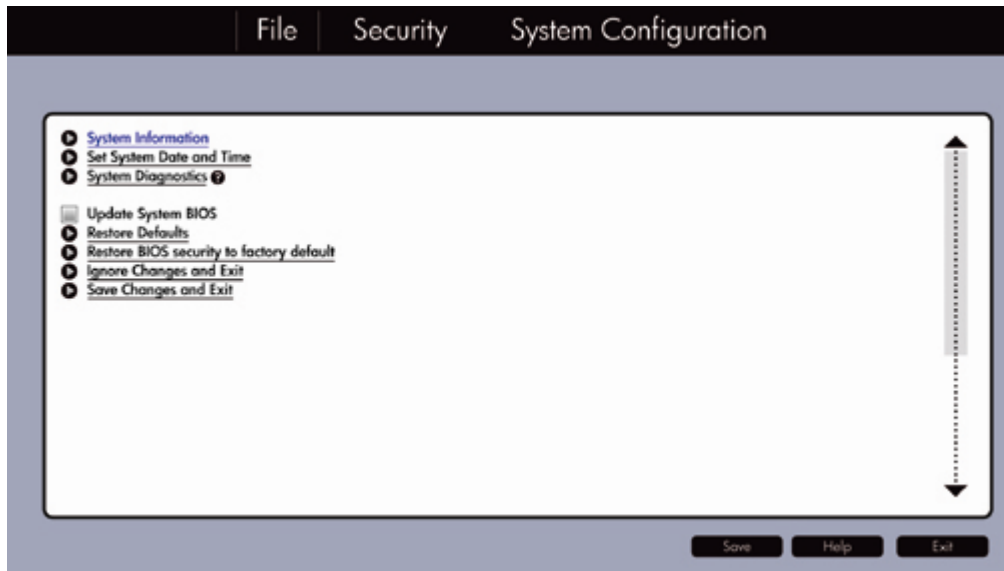 File Security System Configuration
System Information
Set System Date and Time
System Diagnostics ?
Update System BIOS
Restore Defaults
Restore BIOS security to factory default
Ignore Changes and Exit
Save Changes and Exit
Save Help Exit